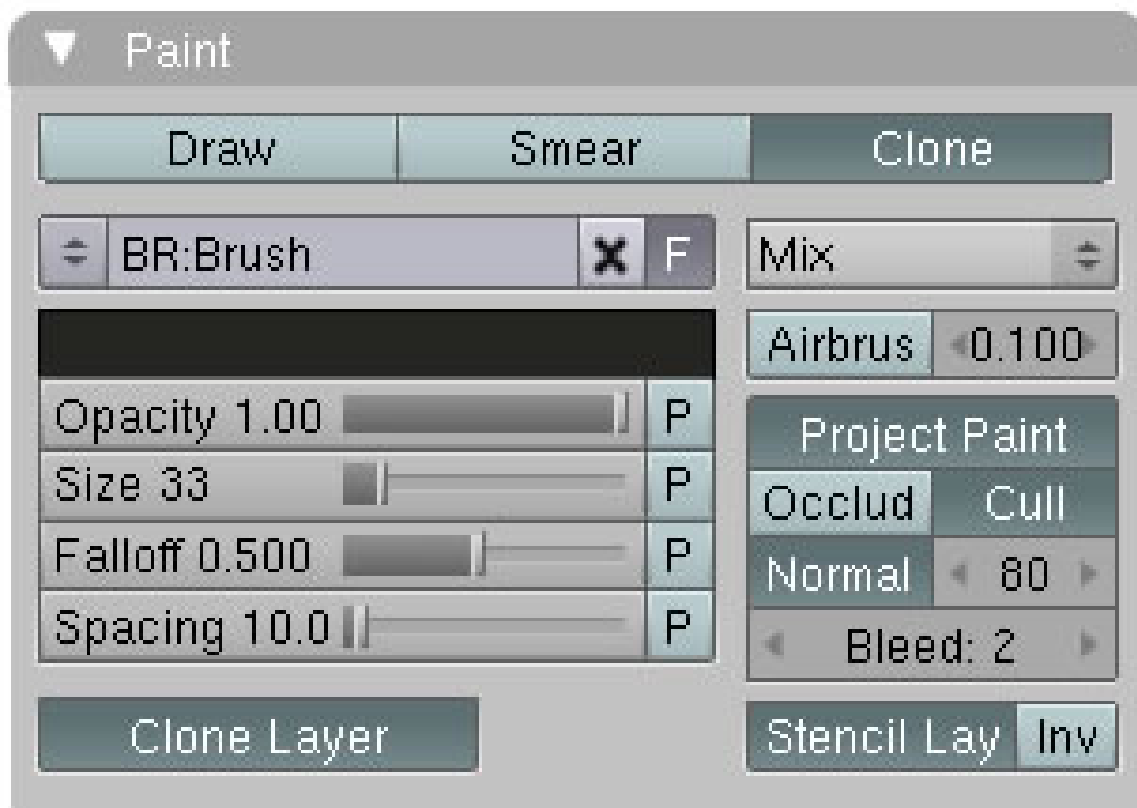 Paint
Draw Smear Clone
BR:Brush F Mix
Airbrus 0.100
Opacity 1.00 P
Project Paint
Size 33 P
Occlud Cull
Falloff 0.500 P
Normal 80
Spacing 10.0 P
Bleed: 2
Clone Layer
Stencil Lay Inv